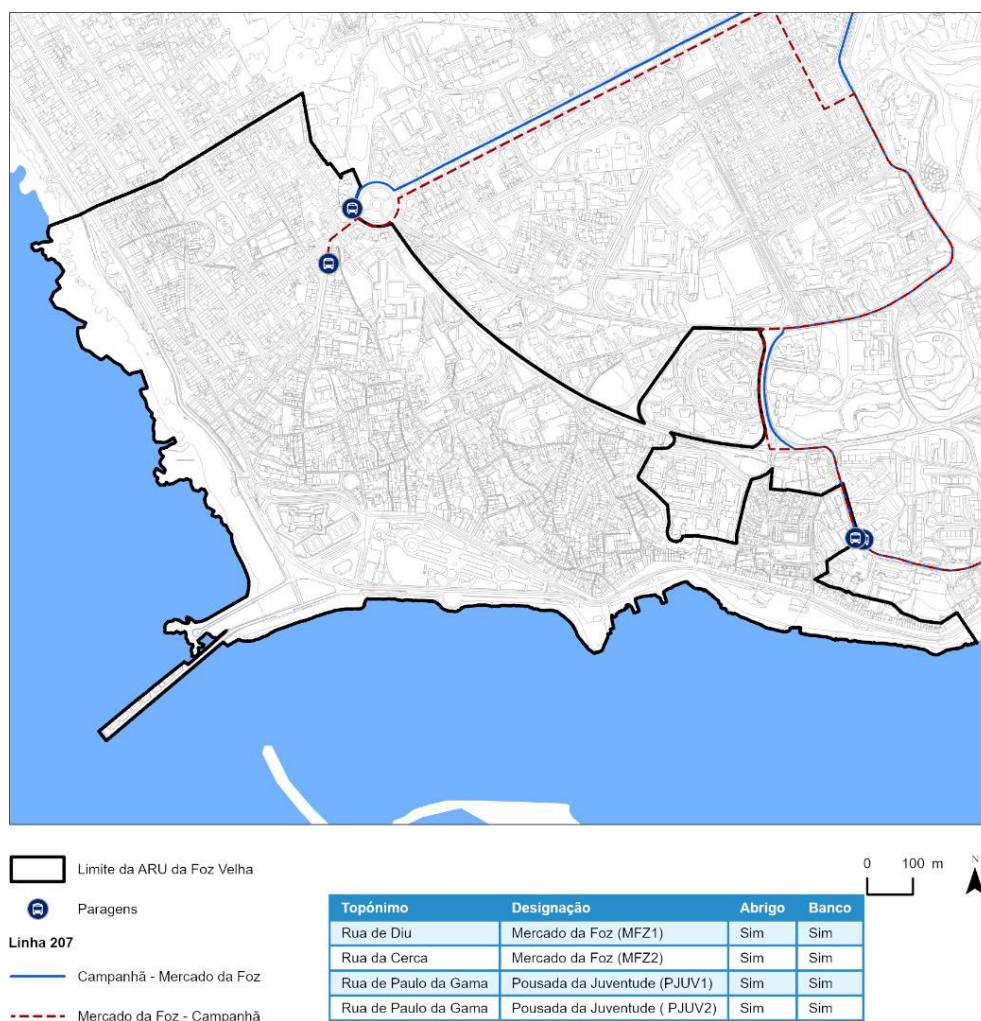 Limite da ARU da Foz Velha
Paragens
Linha 207
Campanhã - Mercado da Foz
Mercado da Foz - Campanhã
0 100 m
N
Topónimo Designação Abrigo Banco
Rua de Diu Mercado da Foz (MFZ1) Sim Sim
Rua da Cerca Mercado da Foz (MFZ2) Sim Sim
Rua de Paulo da Gama Pousada da Juventude (PJUV1) Sim Sim
Rua de Paulo da Gama Pousada da Juventude ( PJUV2) Sim Sim